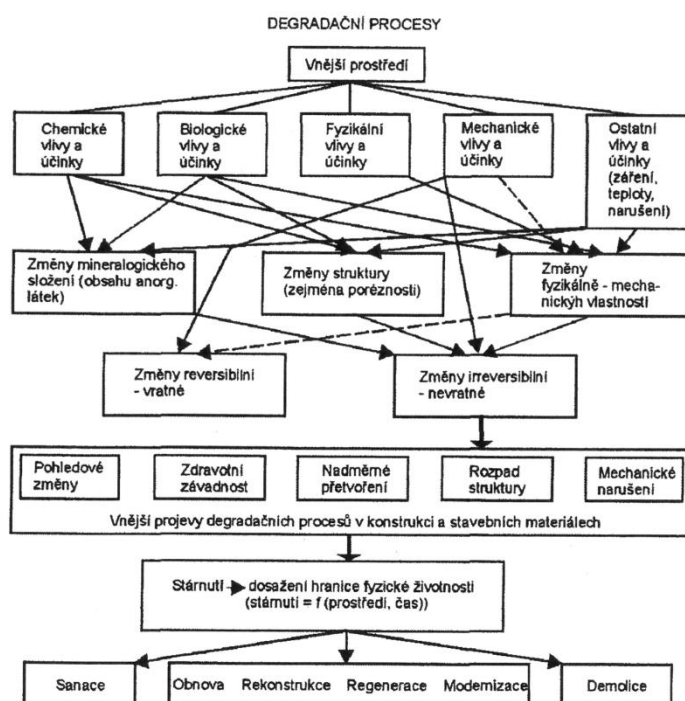 DEGRADAČNÍ PROCESY
Vnější prostředí
Chemické
vlivy a
účinky
Biologické
vlivy a
účinky
Fyzikální
vlivy a
účinky
Mechanické
vlivy a
účinky
Ostatní
vlivy a
účinky
(záření,
teploty,
narušení)
Změny mineralogického
složení (obsahu anorg.
látek)
Změny struktury
(zejména poréznosti)
Změny
fyzikálně - mecha-
nickýh vlastností
Změny reversibilní
- vratné
Změny irreversibilní
- nevratné
Pohledové
změny
Zdravotní
závadnost
Nadměrné
přetvoření
Rozpad
struktury
Mechanické
narušení
Vnější projevy degradačních procesů v konstrukci a stavebních materiálech
Stárnutí dosažení hranice fyzické životnosti
(stárnutí = f (prostředí, čas))
Sanace
Obnova Rekonstrukce Regenerace Modernizace
Demolice